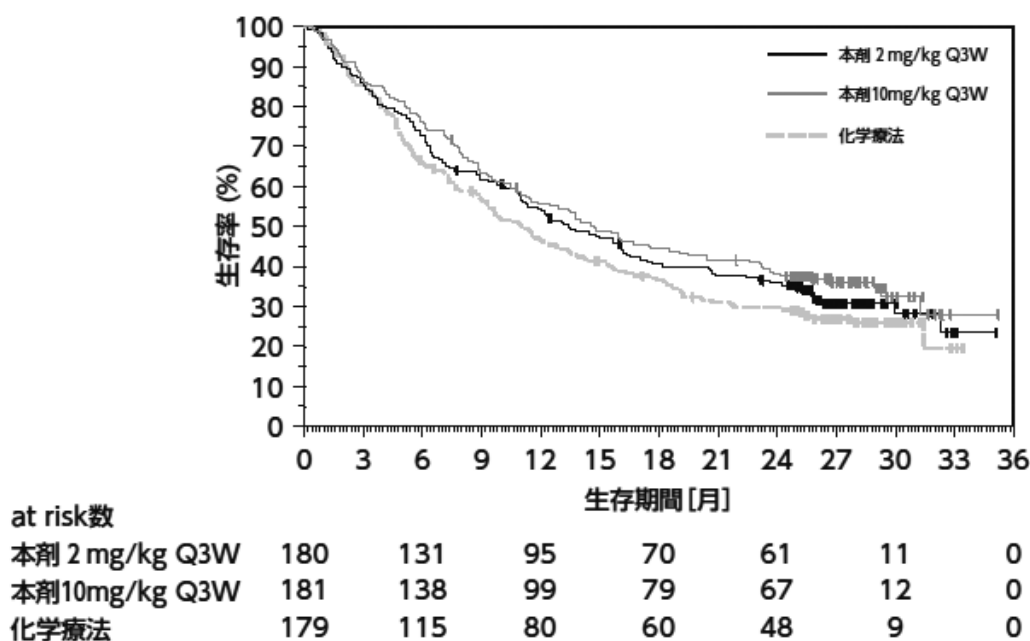 100
90
80
70
60
50
40
30
20
10
0
生存率 (%)
本剤 2 mg/kg Q3W
本剤10mg/kg Q3W
化学療法
0 3 6 9 12 15 18 21 24 27 30 33 36
生存期間 [月]
at risk数
本剤 2 mg/kg Q3W 180 131 95 70 61 11 0
本剤10mg/kg Q3W 181 138 99 79 67 12 0
化学療法 179 115 80 60 48 9 0